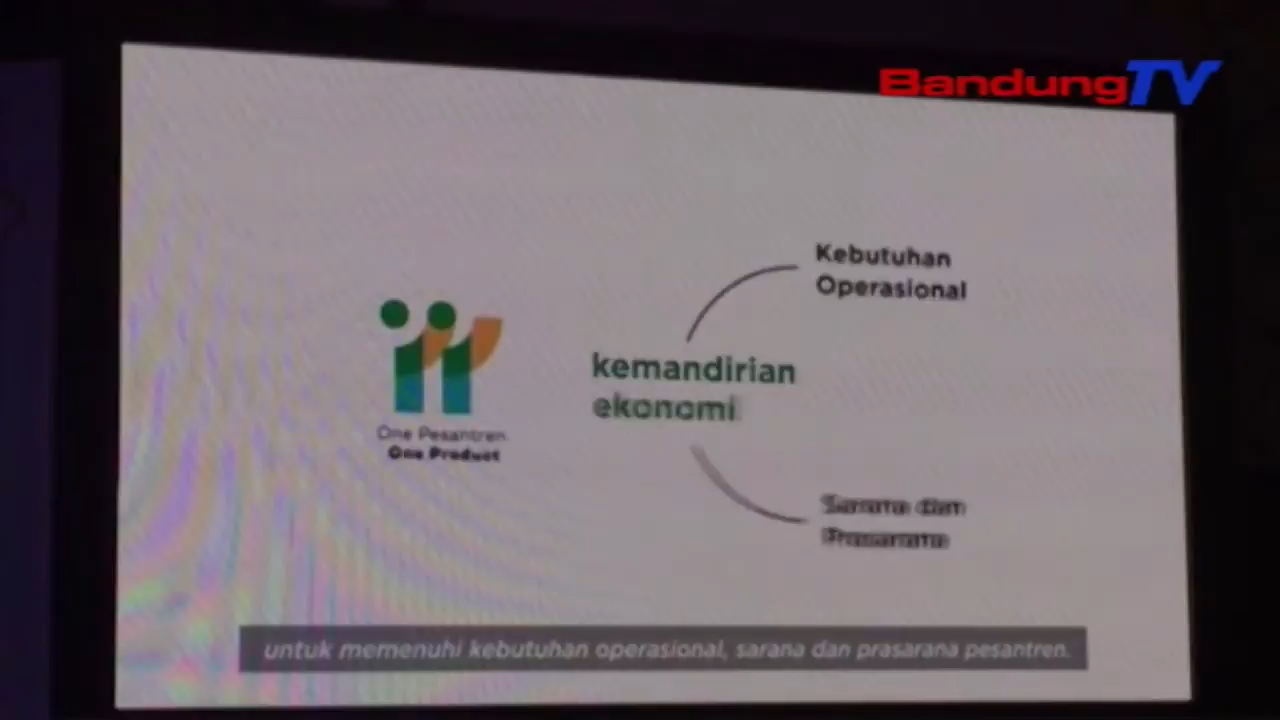 BandungTV
Kebutuhan
Operasional
kemandirian
ekonomi
One Pesantren
One Product
Sarana dan
Prasarana
untuk memenuhi kebutuhan operasional, sarana dan prasarana pesantren.